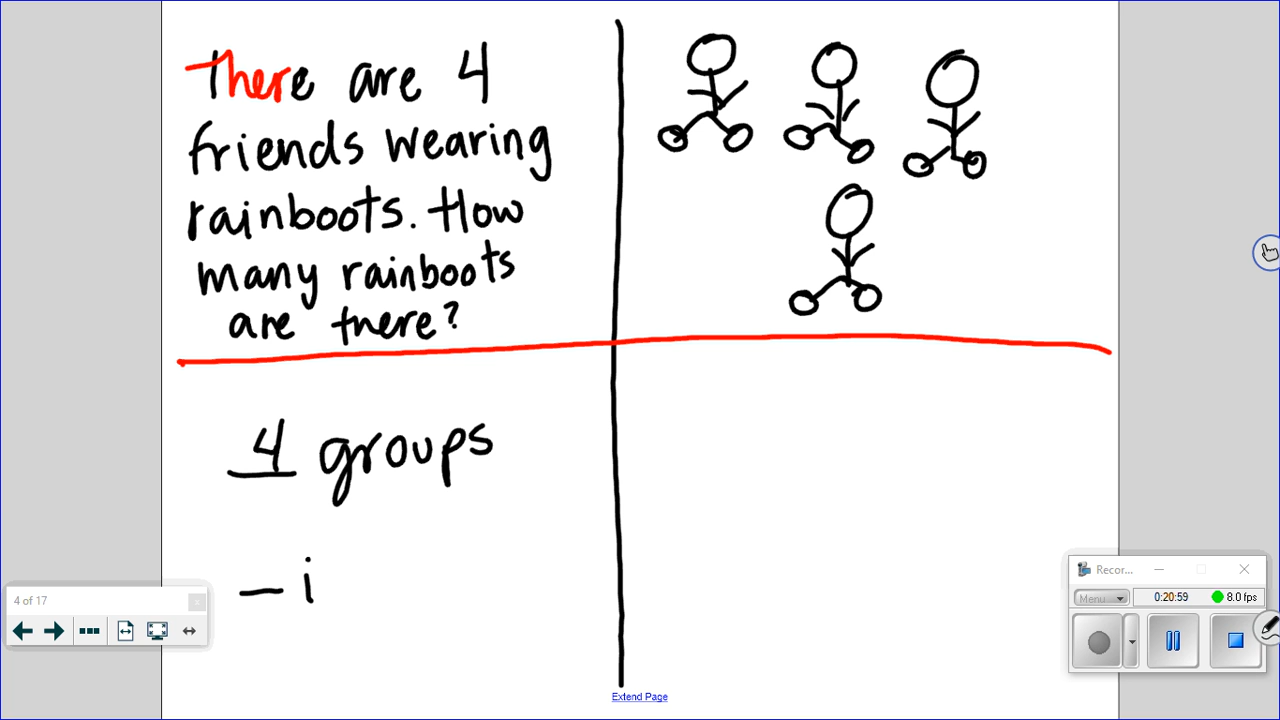 There are 4
friends wearing
rainboots. How
many rainboots
are there?
4 groups
_ i
4 of 17
Recor...
Menu
0:20:59
8.0 fps
Extend Page